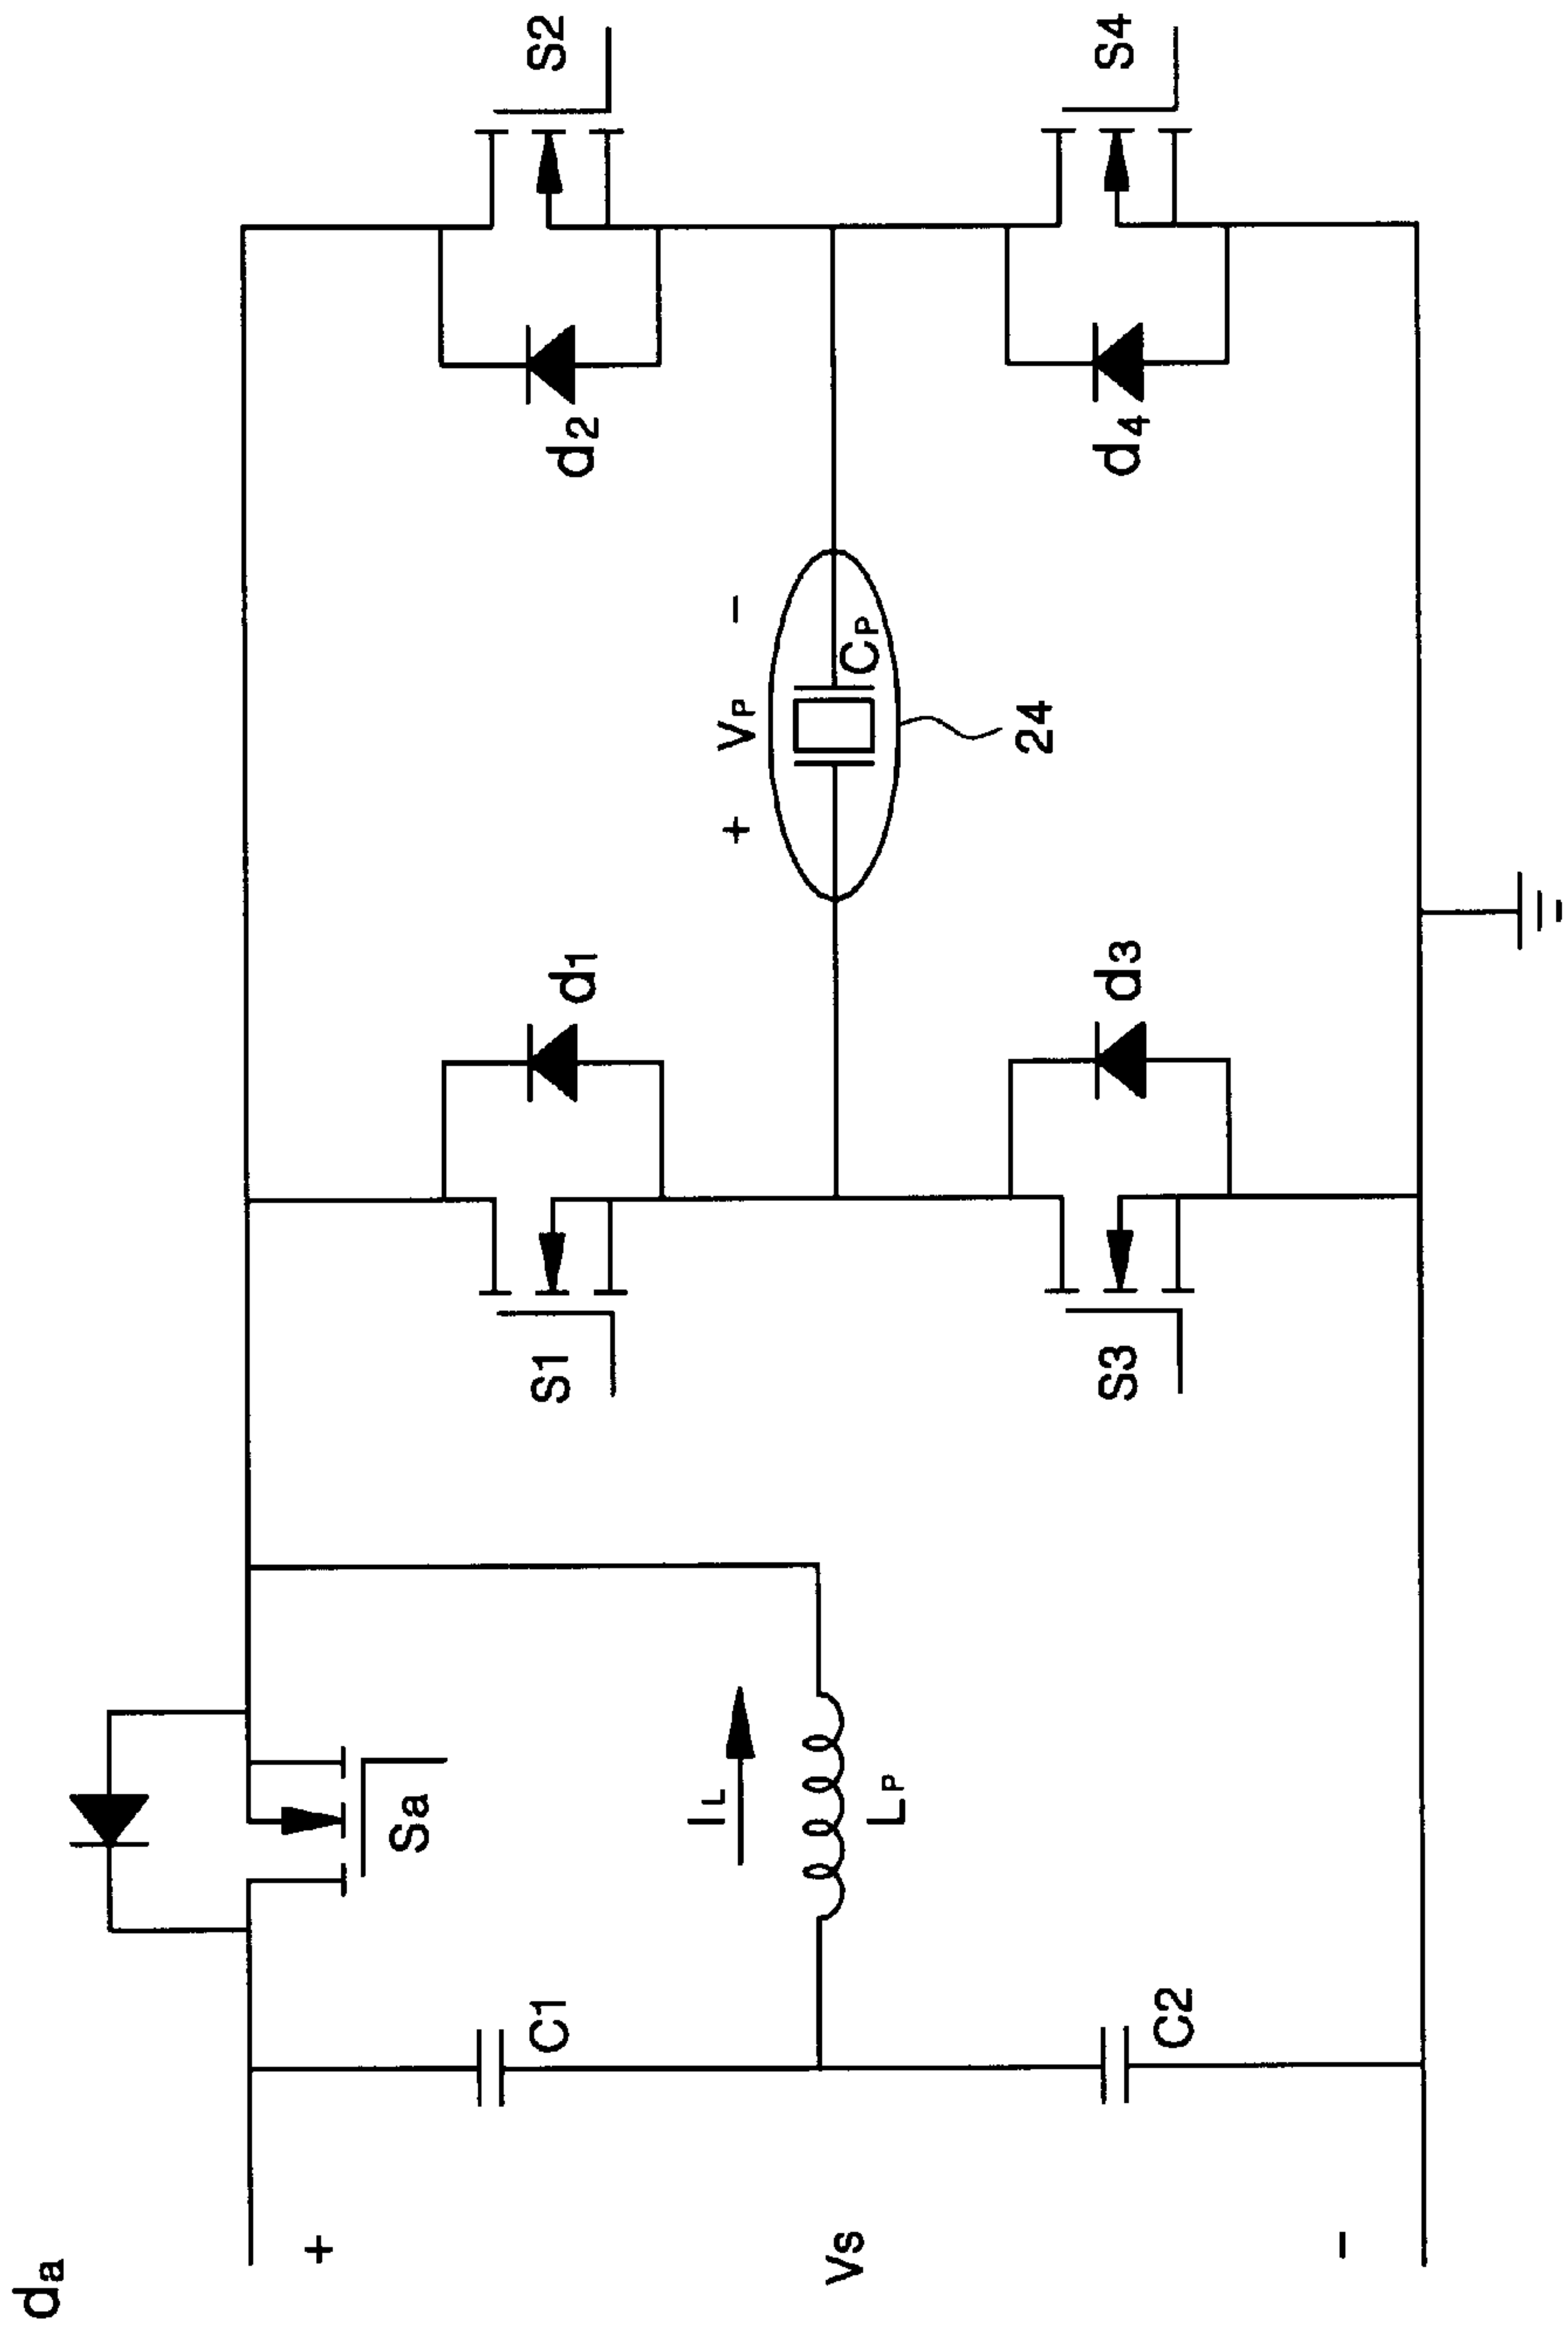 da
Sa
+
C1
S1
d1
d2
S2
IL
VP
+
-
Vs
LP
CP
24
C2
S3
d3
d4
S4
-